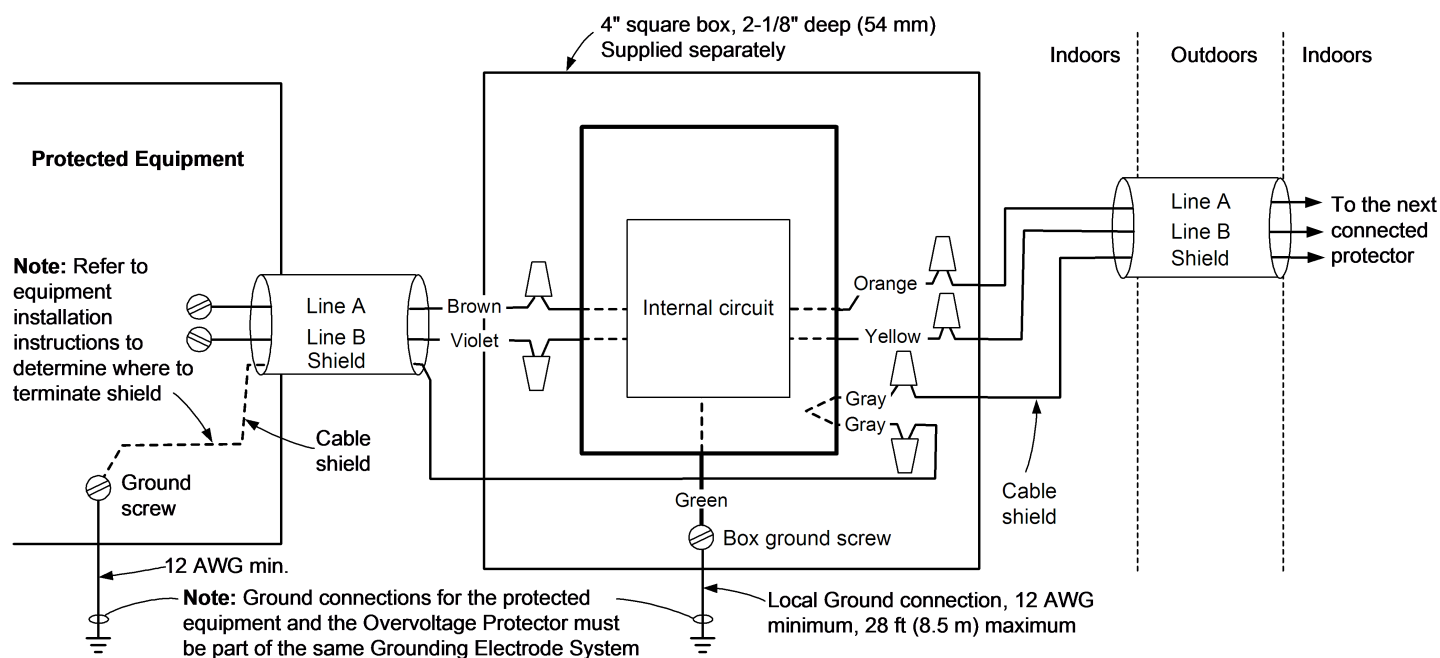 4" square box, 2-1/8" deep (54 mm)
Supplied separately
Indoors
Outdoors
Indoors
Protected Equipment
Line A
Line B
Shield
To the next
connected
protector
Note: Refer to
equipment
installation
instructions to
determine where to
terminate shield
Line A
Line B
Shield
Brown
Violet
Internal circuit
Orange
Yellow
Gray
Gray
Cable
shield
Cable
shield
Ground
screw
Green
Box ground screw
12 AWG min.
Note: Ground connections for the protected
equipment and the Overvoltage Protector must
be part of the same Grounding Electrode System
Local Ground connection, 12 AWG
minimum, 28 ft (8.5 m) maximum